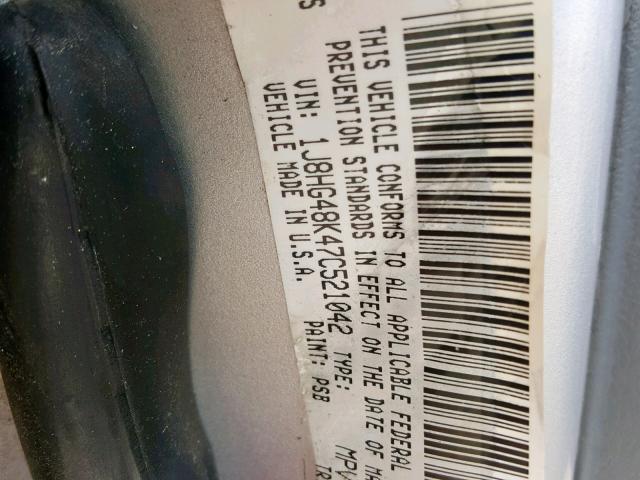 THIS VEHICLE CONFORMS TO ALL APPLICABLE FEDERAL
PREVENTION STANDARDS IN EFFECT ON THE DATE OF MA
VIN: 1J8HG48K47C521042 TYPE: MPV
VEHICLE MADE IN U.S.A. PAINT: PSB TR